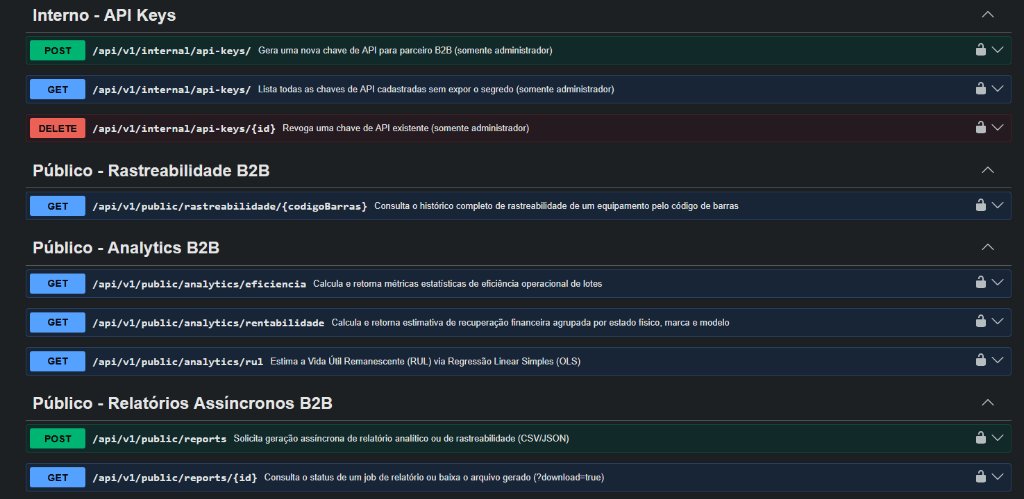 Interno - API Keys
POST /api/v1/internal/api-keys/ Gera uma nova chave de API para parceiro B2B (somente administrador)
GET /api/v1/internal/api-keys/ Lista todas as chaves de API cadastradas sem expor o segredo (somente administrador)
DELETE /api/v1/internal/api-keys/{id} Revoga uma chave de API existente (somente administrador)
Público - Rastreabilidade B2B
GET /api/v1/public/rastreabilidade/{codigoBarras} Consulta o histórico completo de rastreabilidade de um equipamento pelo código de barras
Público - Analytics B2B
GET /api/v1/public/analytics/eficiencia Calcula e retorna métricas estatísticas de eficiência operacional de lotes
GET /api/v1/public/analytics/rentabilidade Calcula e retorna estimativa de recuperação financeira agrupada por estado físico, marca e modelo
GET /api/v1/public/analytics/rul Estima a Vida Útil Remanescente (RUL) via Regressão Linear Simples (OLS)
Público - Relatórios Assíncronos B2B
POST /api/v1/public/reports Solicita geração assíncrona de relatório analítico ou de rastreabilidade (CSV/JSON)
GET /api/v1/public/reports/{id} Consulta o status de um job de relatório ou baixa o arquivo gerado (?download=true)